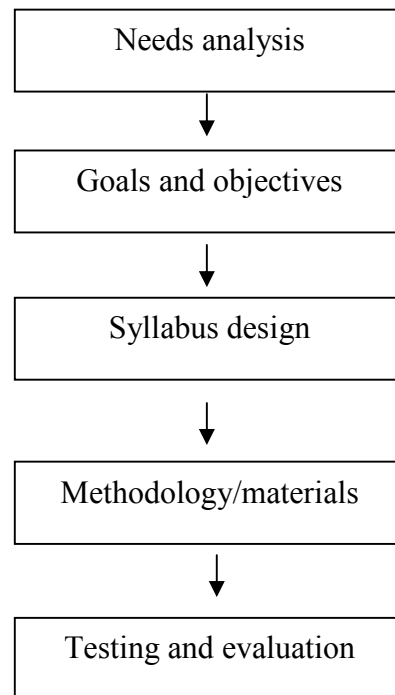 Needs analysis
Goals and objectives
Syllabus design
Methodology/materials
Testing and evaluation